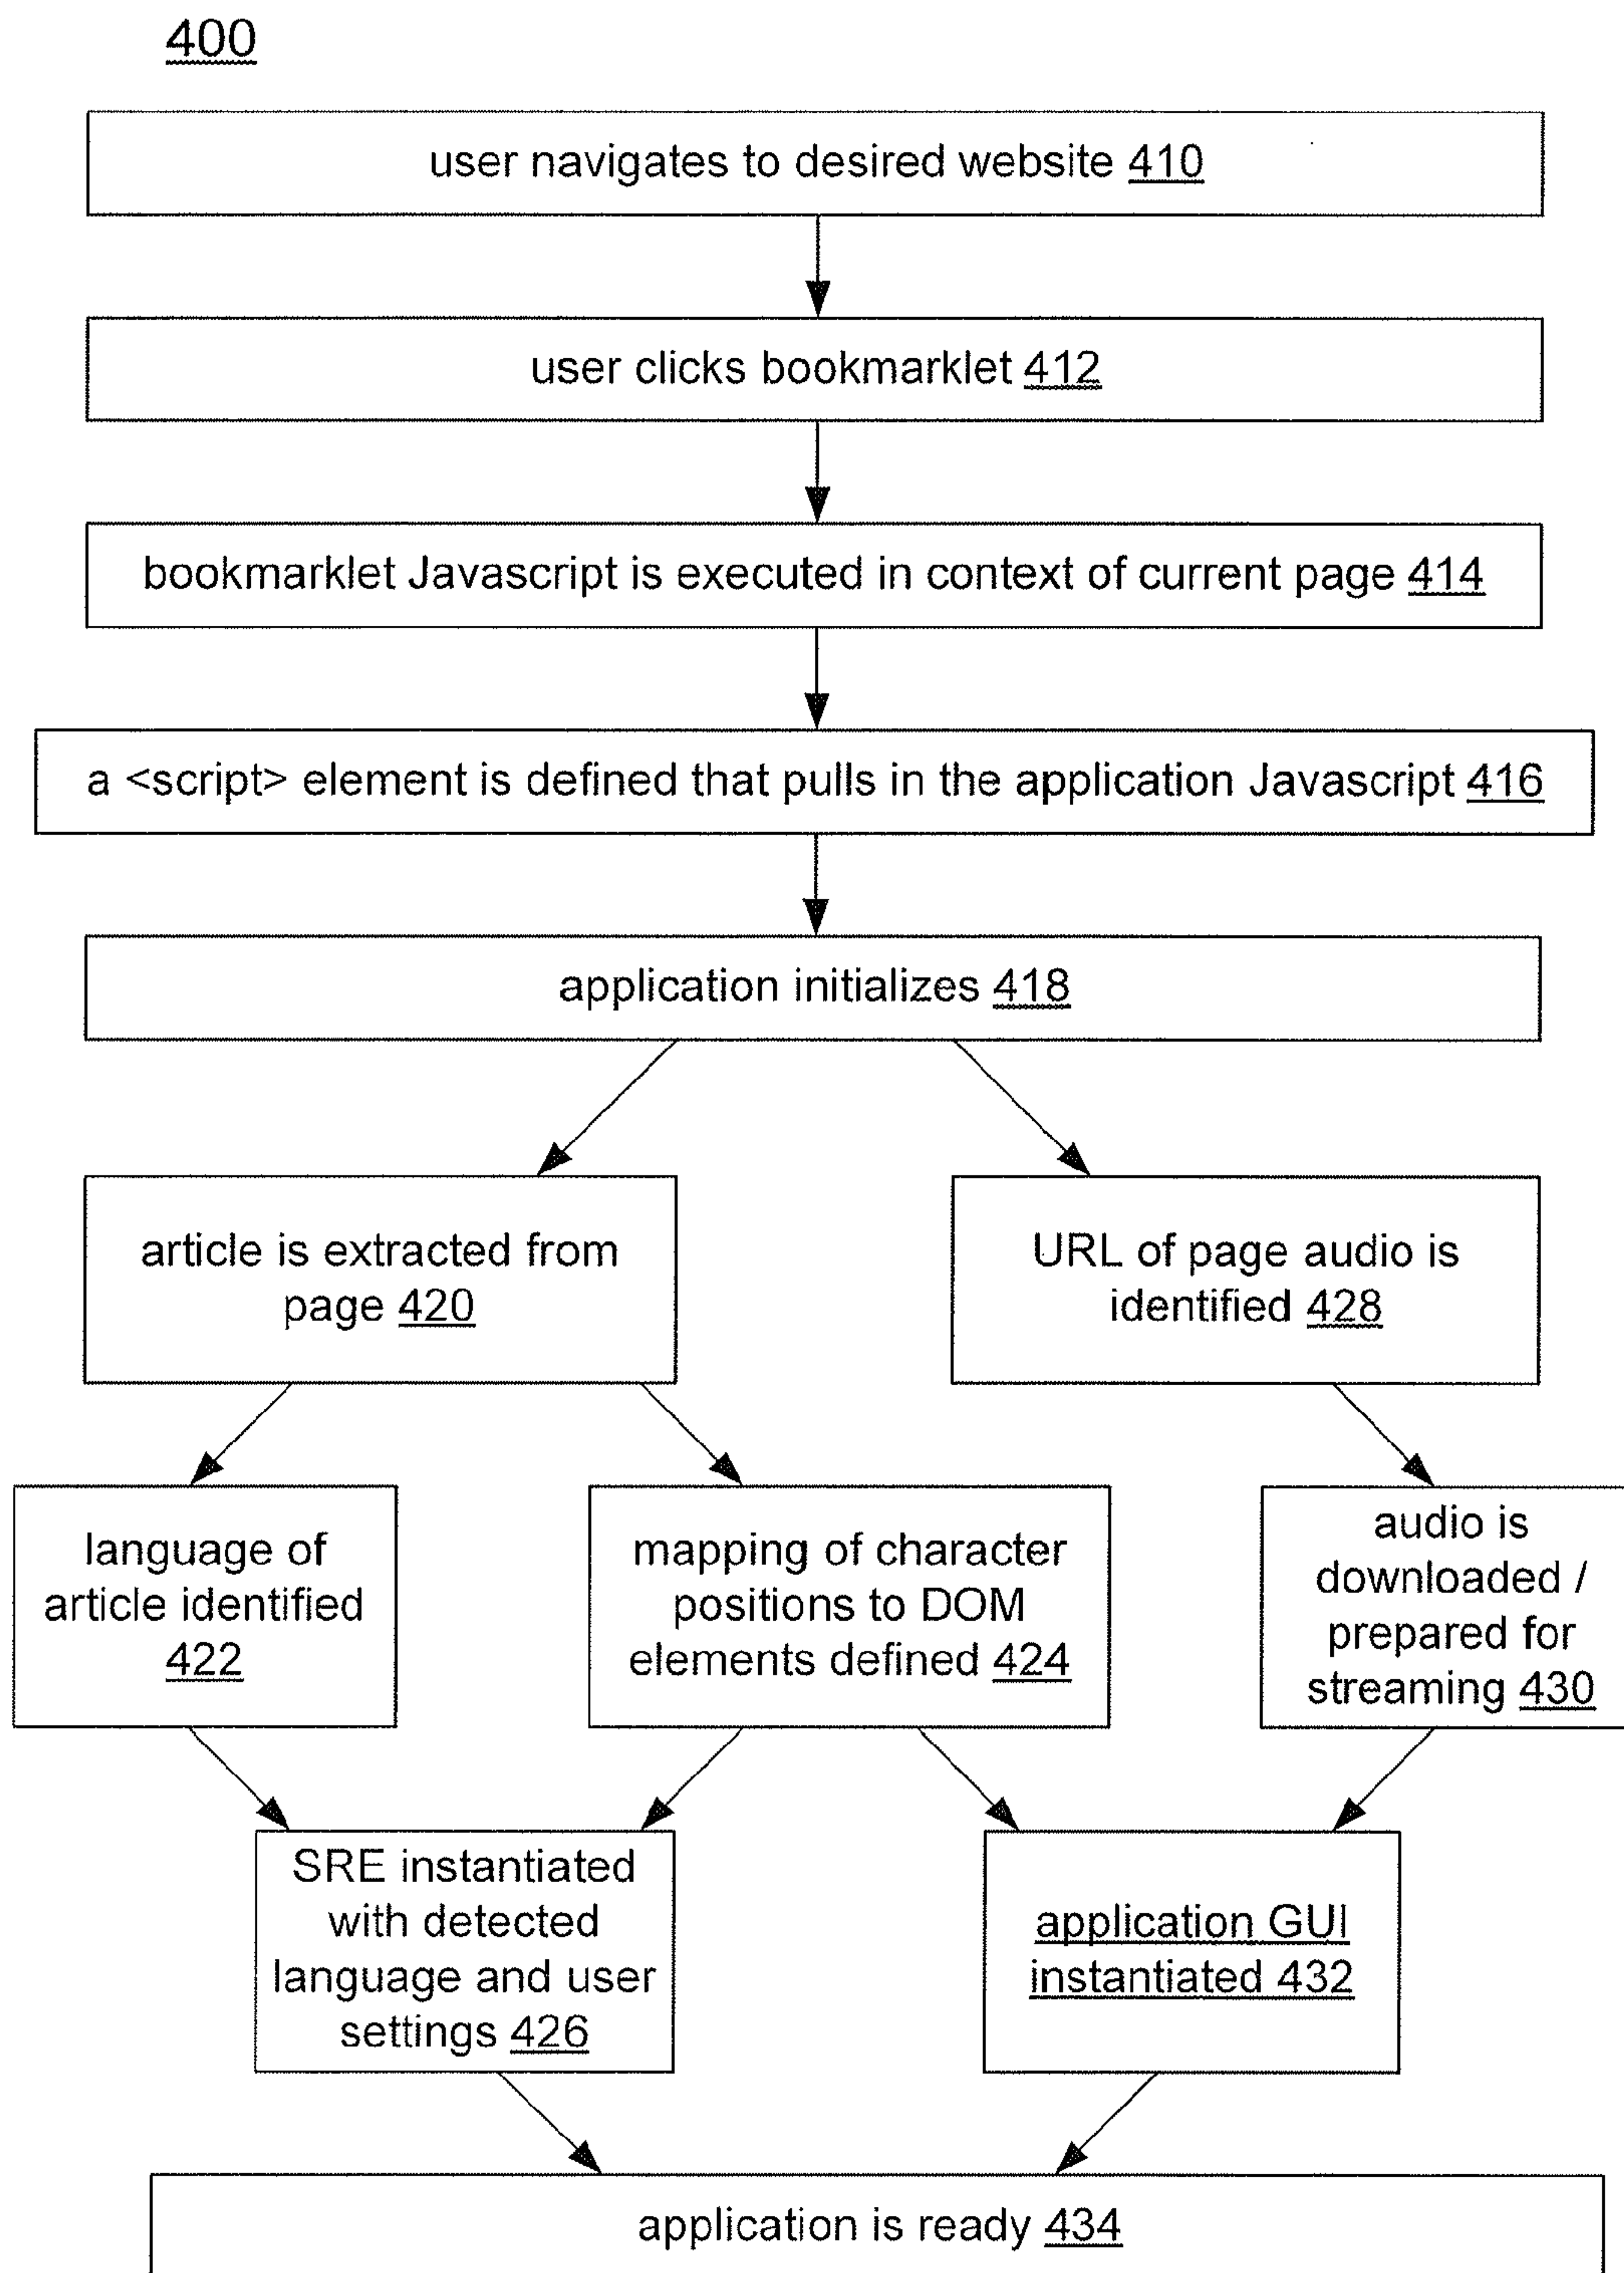 400
user navigates to desired website 410
user clicks bookmarklet 412
bookmarklet Javascript is executed in context of current page 414
a <script> element is defined that pulls in the application Javascript 416
application initializes 418
article is extracted from
page 420
URL of page audio is
identified 428
language of
article identified
422
mapping of character
positions to DOM
elements defined 424
audio is
downloaded /
prepared for
streaming 430
SRE instantiated
with detected
language and user
settings 426
application GUI
instantiated 432
application is ready 434